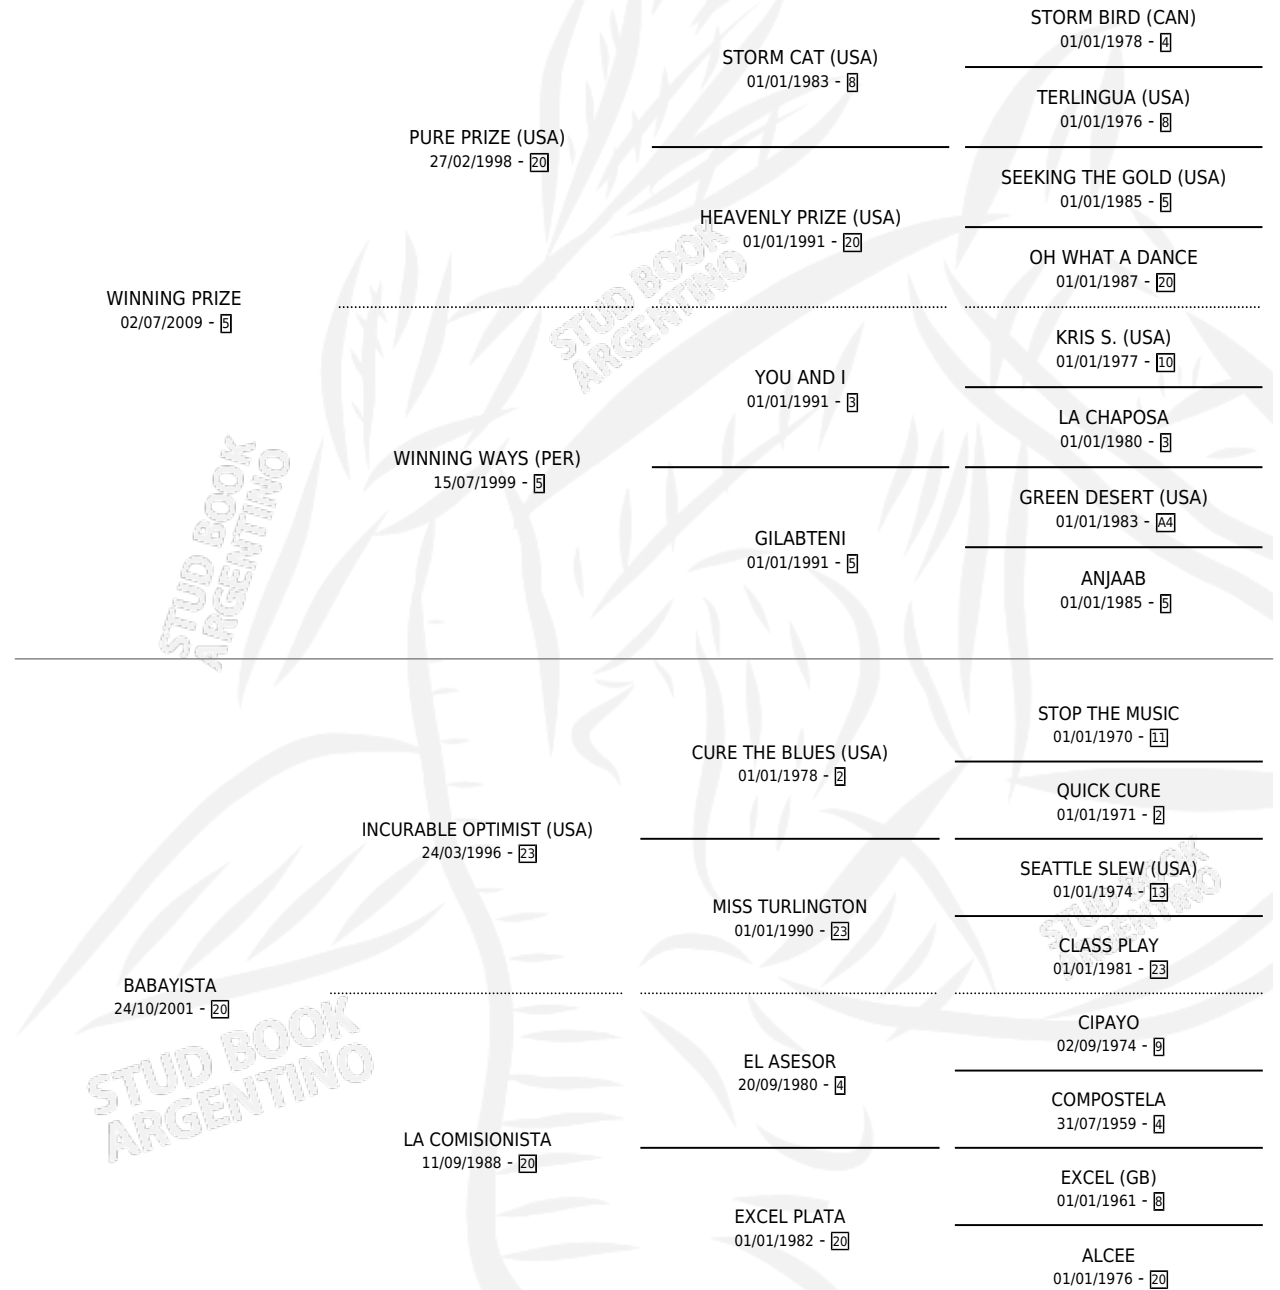 STORM BIRD (CAN)
01/01/1978 - 4
STORM CAT (USA)
01/01/1983 - 8
TERLINGUA (USA)
01/01/1976 - 8
PURE PRIZE (USA)
27/02/1998 - 20
SEEKING THE GOLD (USA)
01/01/1985 - 5
HEAVENLY PRIZE (USA)
01/01/1991 - 20
OH WHAT A DANCE
01/01/1987 - 20
WINNING PRIZE
02/07/2009 - 5
KRIS S. (USA)
01/01/1977 - 10
YOU AND I
01/01/1991 - 3
LA CHAPOSA
01/01/1980 - 3
WINNING WAYS (PER)
15/07/1999 - 5
GREEN DESERT (USA)
01/01/1983 - A4
GILABTENI
01/01/1991 - 5
ANJAAB
01/01/1985 - 5
STOP THE MUSIC
01/01/1970 - 11
CURE THE BLUES (USA)
01/01/1978 - 2
QUICK CURE
01/01/1971 - 2
INCURABLE OPTIMIST (USA)
24/03/1996 - 23
SEATTLE SLEW (USA)
01/01/1974 - 13
MISS TURLINGTON
01/01/1990 - 23
CLASS PLAY
01/01/1981 - 23
BABAYISTA
24/10/2001 - 20
CIPAYO
02/09/1974 - 9
EL ASESOR
20/09/1980 - 4
COMPOSTELA
31/07/1959 - 4
LA COMISIONISTA
11/09/1988 - 20
EXCEL (GB)
01/01/1961 - 8
EXCEL PLATA
01/01/1982 - 20
ALCEE
01/01/1976 - 20
STUD BOOK
ARGENTINO
STUD BOOK
ARGENTINO
STUD BOOK
ARGENTINO
STUD BOOK
ARGENTINO